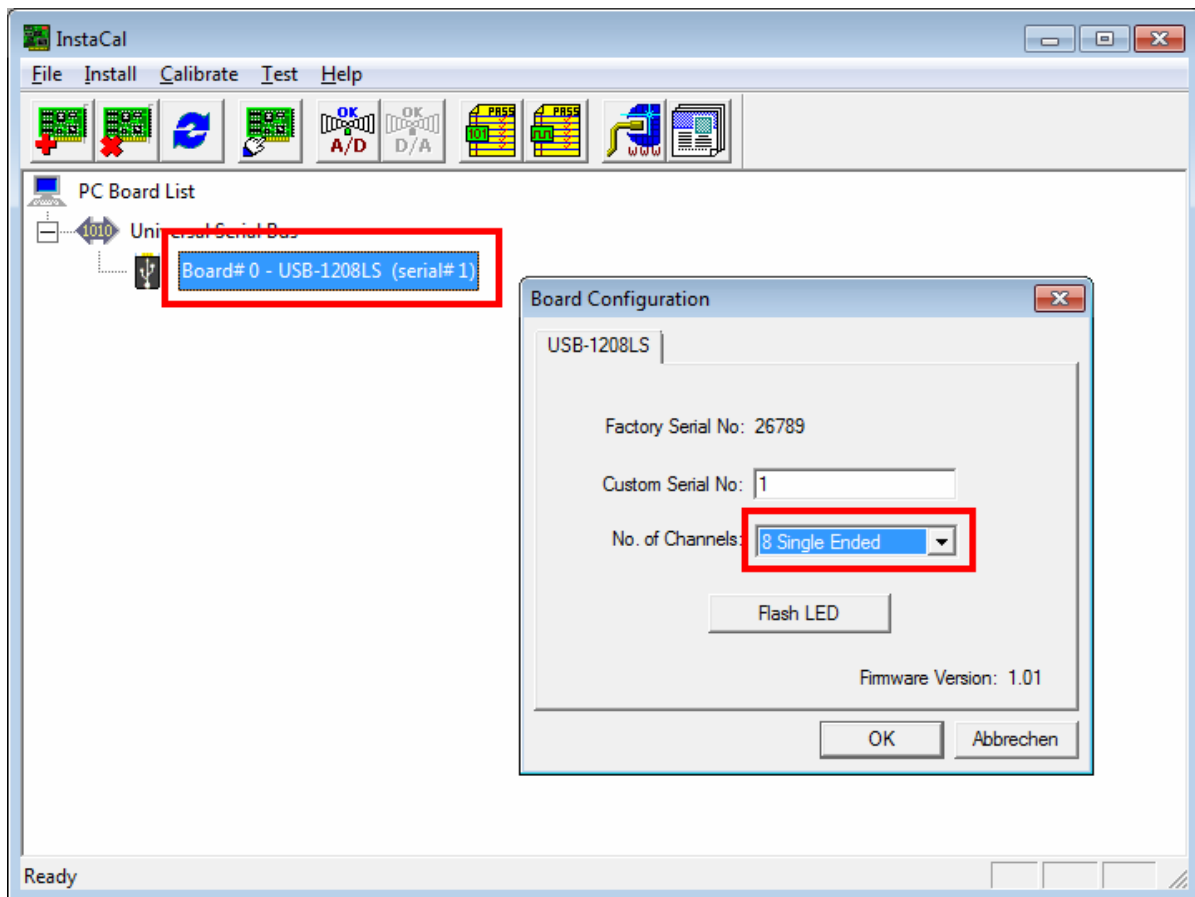 InstaCal
File Install Calibrate Test Help
OK A/D
OK D/A
PASS 101
PASS
www
PC Board List
1010 Universal Serial Bus
Board# 0 - USB-1208LS (serial# 1)
Board Configuration
USB-1208LS
Factory Serial No: 26789
Custom Serial No: 1
No. of Channels: 8 Single Ended
Flash LED
Firmware Version: 1.01
OK Abbrechen
Ready